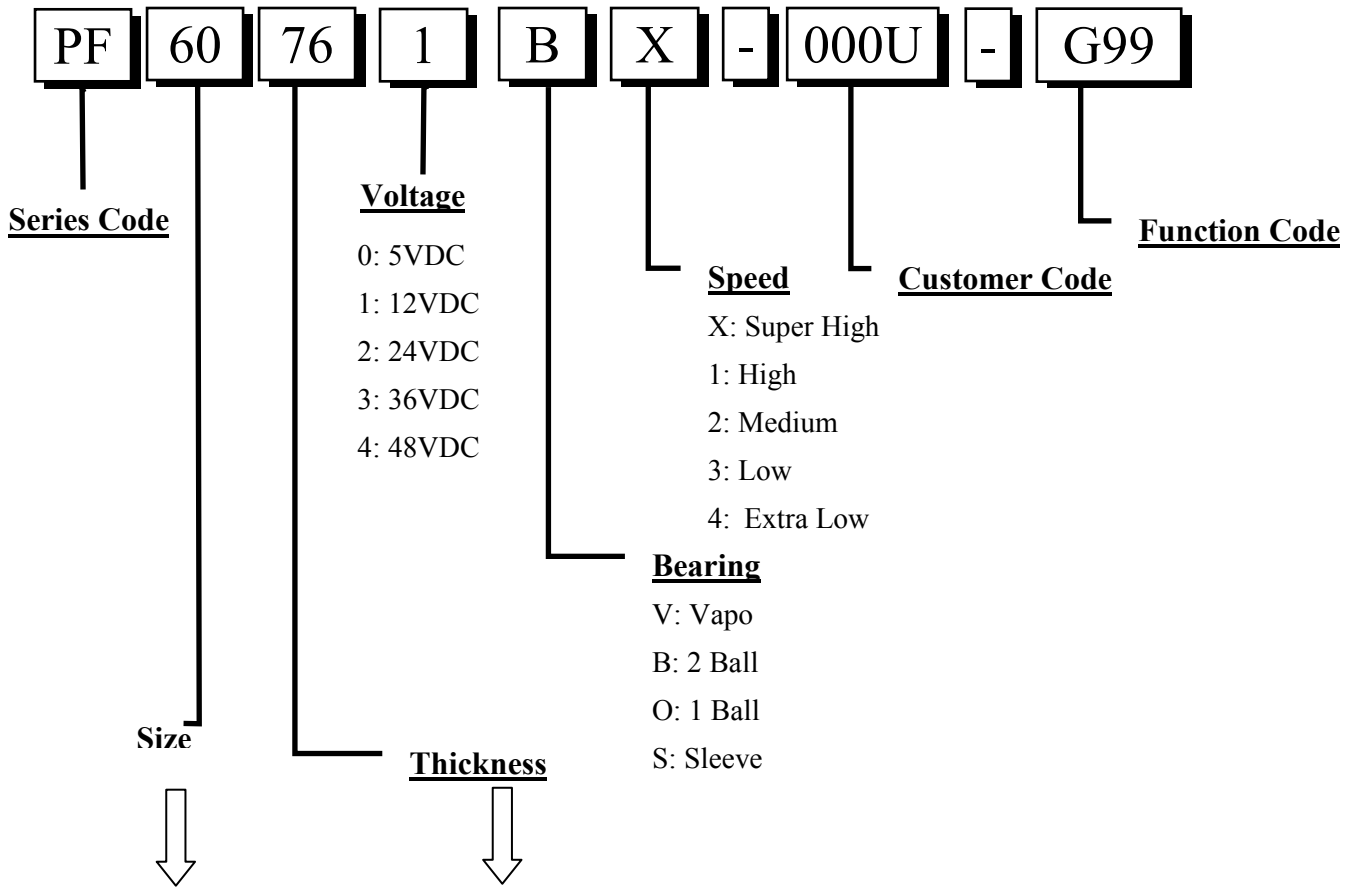 PF 60 76 1 B X - 000U - G99
Series Code
Voltage
0: 5VDC
1: 12VDC
2: 24VDC
3: 36VDC
4: 48VDC
Function Code
Speed
X: Super High
1: High
2: Medium
3: Low
4: Extra Low
Customer Code
Bearing
V: Vapo
B: 2 Ball
O: 1 Ball
S: Sleeve
Size
Thickness